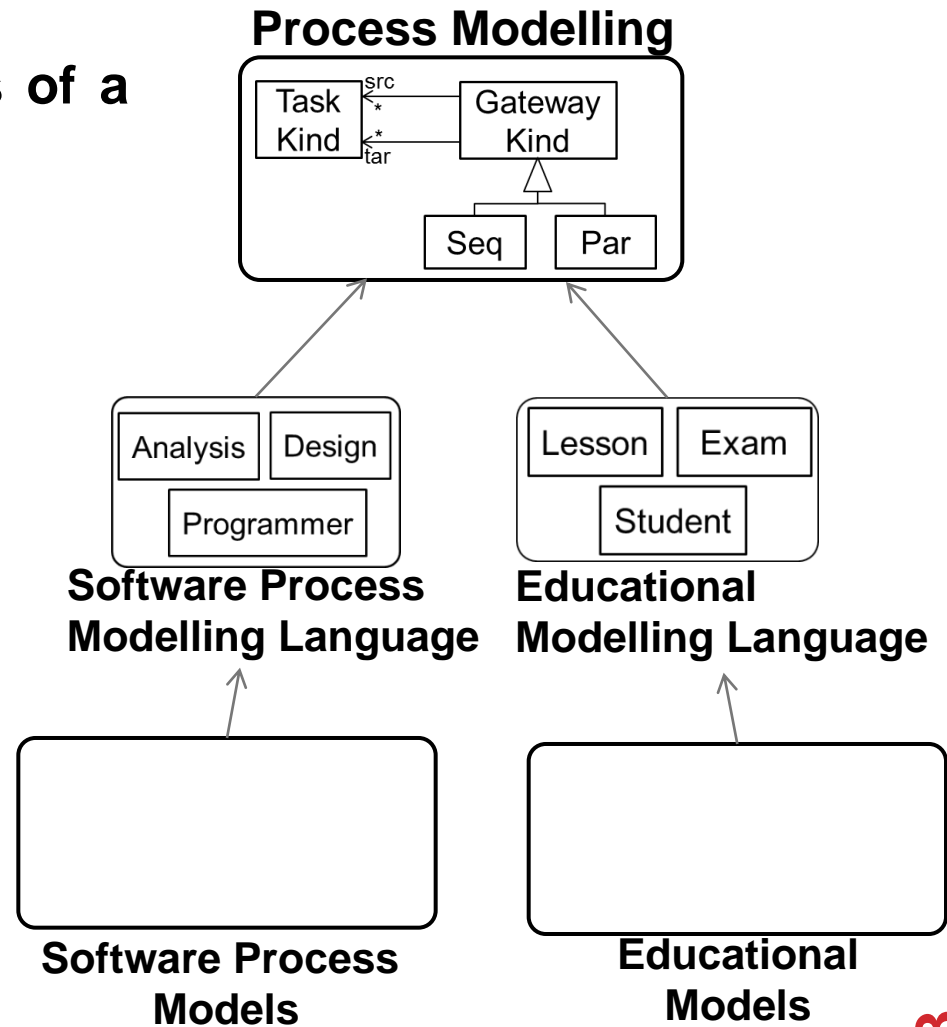 Process Modelling
s of a
src
Task
Kind
*
Gateway
Kind
*
tar
Seq
Par
Analysis
Design
Programmer
Lesson
Exam
Student
Software Process
Modelling Language
Educational
Modelling Language
Software Process
Models
Educational
Models